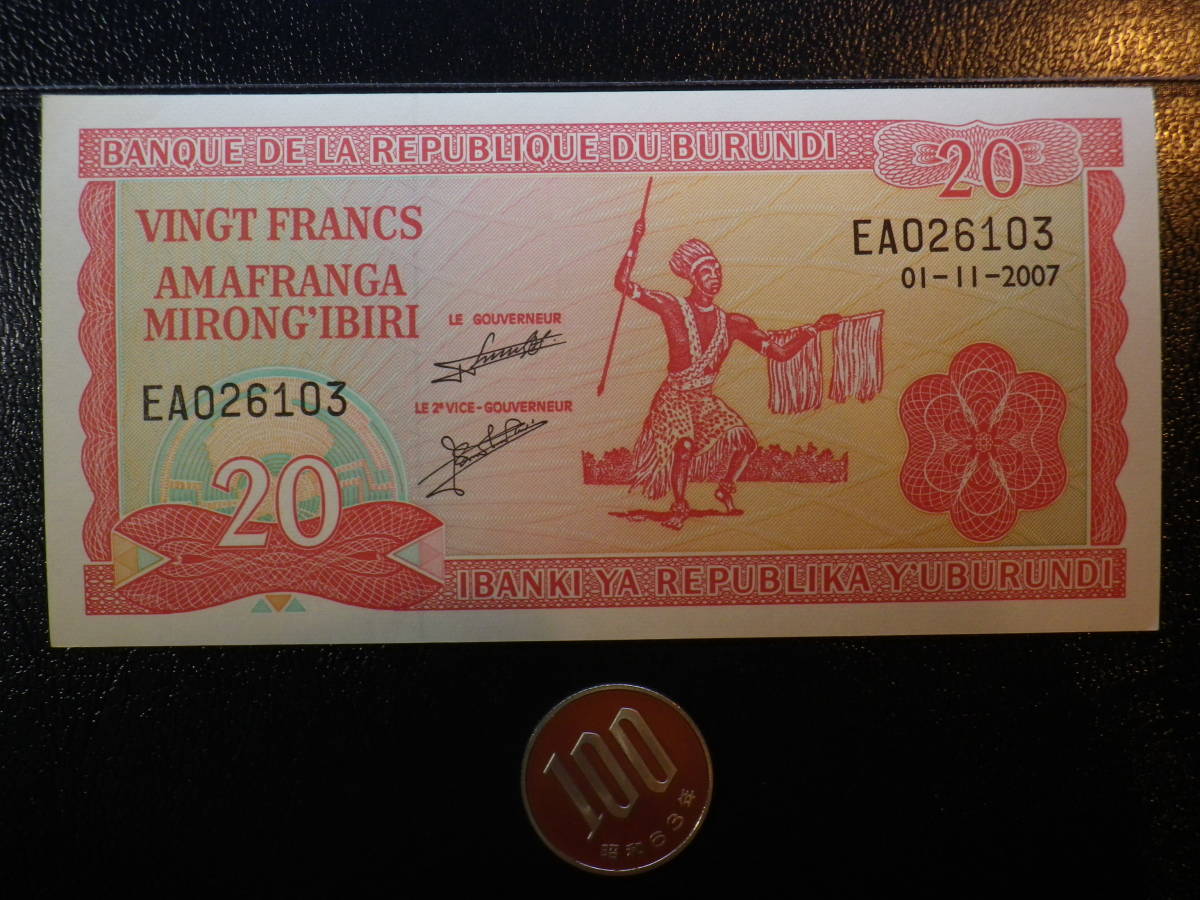 BANQUE DE LA REPUBLIQUE DU BURUNDI
20
VINGT FRANCS
AMAFRANGA
MIRONG'IBIRI
EA026103
01-11-2007
LE GOUVERNEUR
EA026103
LE 2e VICE-GOUVERNEUR
20
IBANKI YA REPUBLIKA Y'UBURUNDI
100
昭和63年